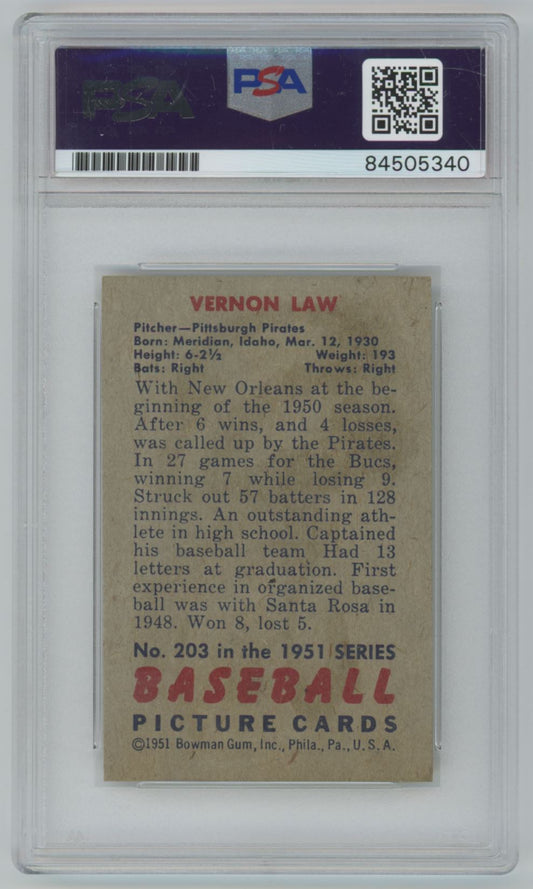 PSA
PSA
84505340
VERNON LAW
Pitcher—Pittsburgh Pirates
Born: Meridian, Idaho, Mar. 12, 1930
Height: 6-2½ Weight: 193
Bats: Right Throws: Right
With New Orleans at the be-
ginning of the 1950 season.
After 6 wins, and 4 losses,
was called up by the Pirates.
In 27 games for the Bucs,
winning 7 while losing 9.
Struck out 57 batters in 128
innings. An outstanding ath-
lete in high school. Captained
his baseball team Had 13
letters at graduation. First
experience in organized base-
ball was with Santa Rosa in
1948. Won 8, lost 5.
No. 203 in the 1951 SERIES
BASEBALL
PICTURE CARDS
©1951 Bowman Gum, Inc., Phila., Pa., U. S. A.